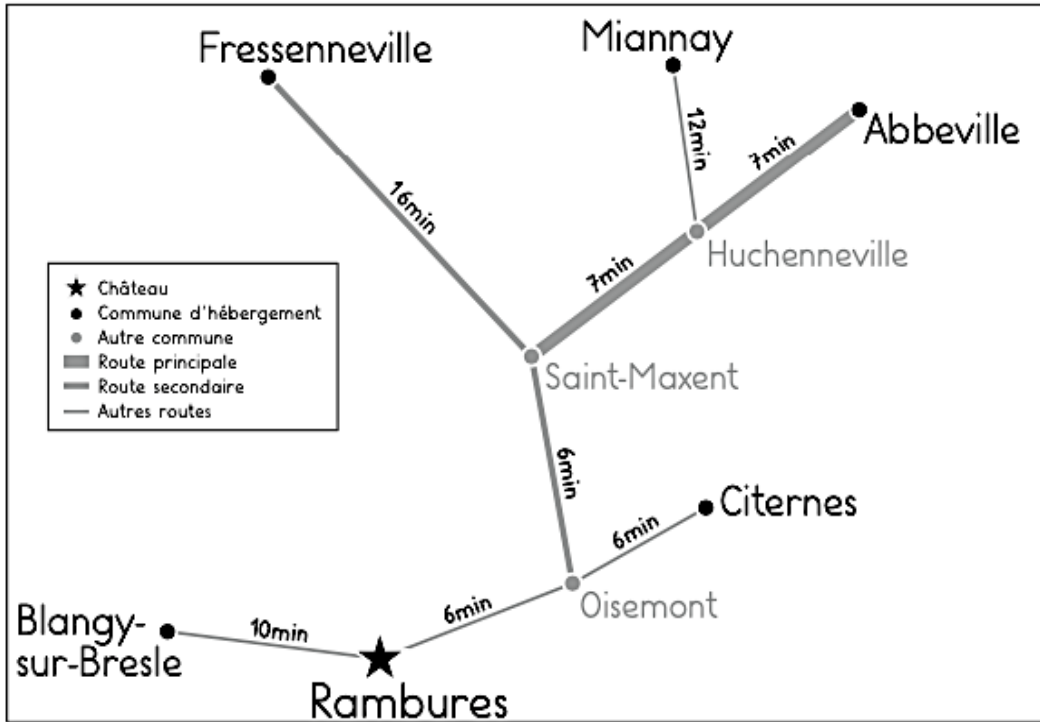 Fressenneville
Miannay
Abbeville
12min
7min
16min
Huchenneville
7min
Château
Commune d'hébergement
Autre commune
Route principale
Route secondaire
Autres routes
Saint-Maxent
6min
Citernes
6min
Oisemont
6min
Blangy-
sur-Bresle
10min
Rambures